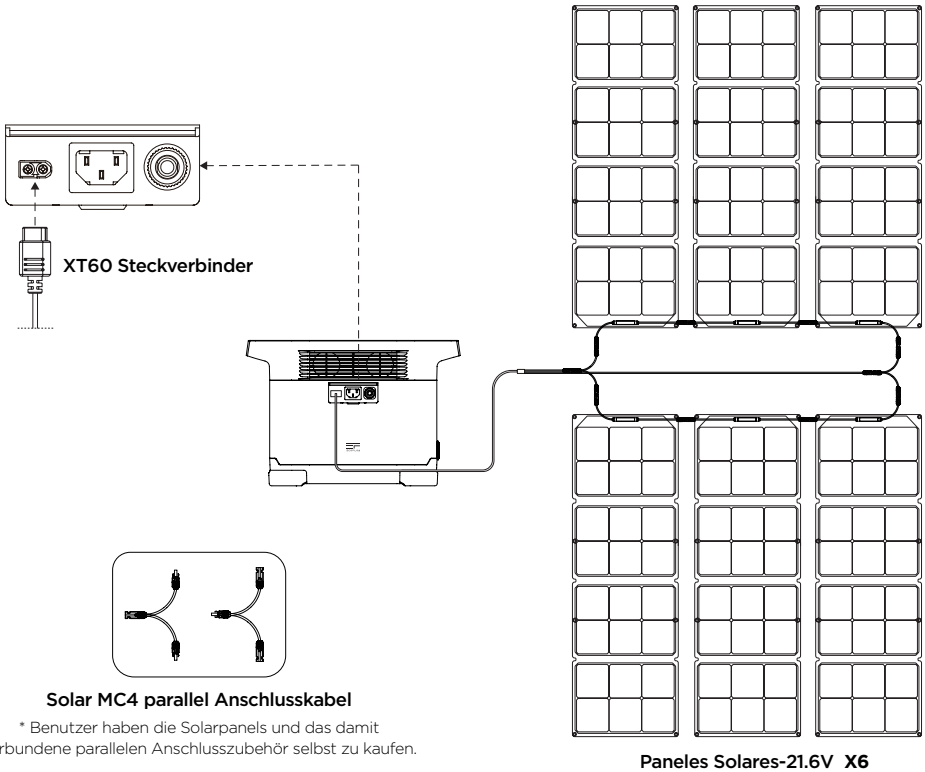 XT60 Steckverbinder
Solar MC4 parallel Anschlusskabel
* Benutzer haben die Solarpanels und das damit
rbundene parallelen Anschlusszubehör selbst zu kaufen.
Paneles Solares-21.6V X6